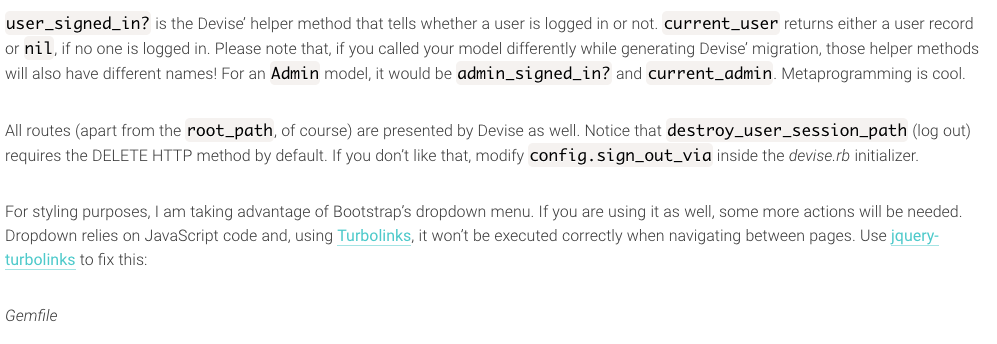 user_signed_in? is the Devise’ helper method that tells whether a user is logged in or not. current_user returns either a user record
or nil, if no one is logged in. Please note that, if you called your model differently while generating Devise’ migration, those helper methods
will also have different names! For an Admin model, it would be admin_signed_in? and current_admin. Metaprogramming is cool.
All routes (apart from the root_path, of course) are presented by Devise as well. Notice that destroy_user_session_path (log out)
requires the DELETE HTTP method by default. If you don’t like that, modify config.sign_out_via inside the devise.rb initializer.
For styling purposes, I am taking advantage of Bootstrap’s dropdown menu. If you are using it as well, some more actions will be needed.
Dropdown relies on JavaScript code and, using Turbolinks, it won’t be executed correctly when navigating between pages. Use jquery-
turbolinks to fix this:
Gemfile